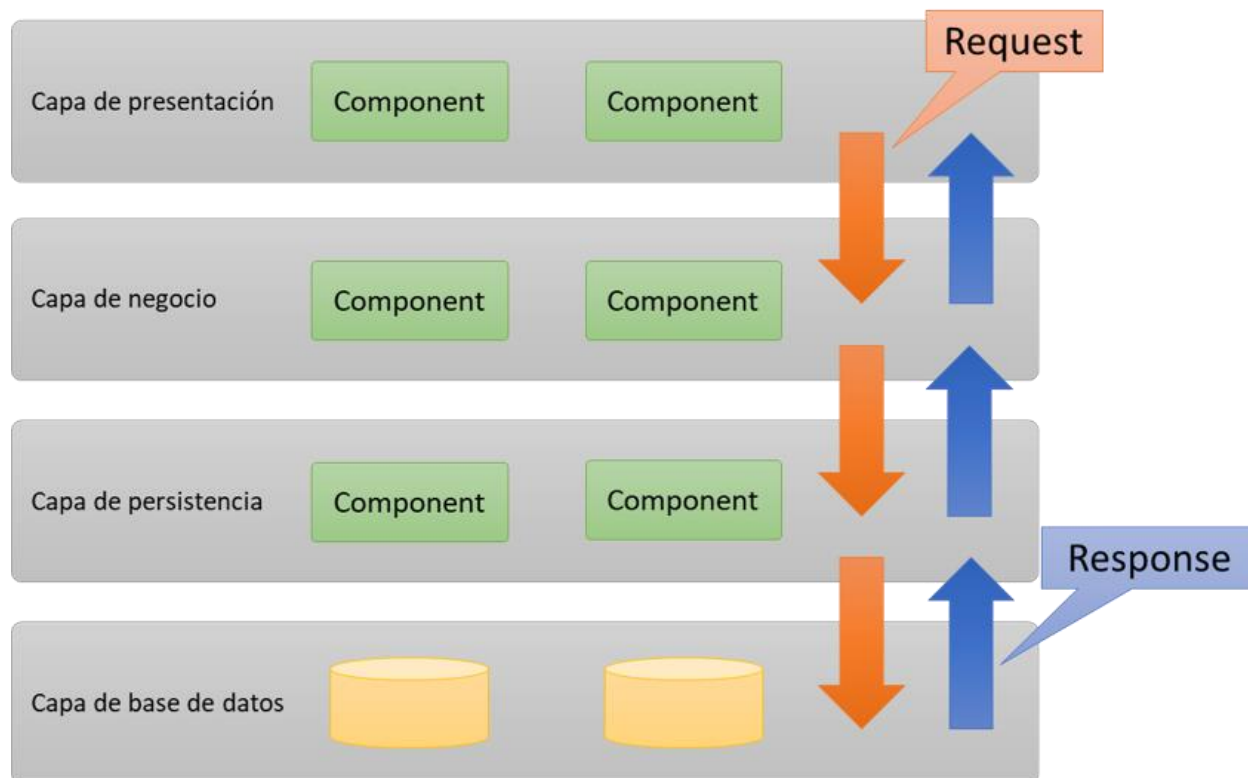 Request
Capa de presentación
Component
Component
Capa de negocio
Component
Component
Capa de persistencia
Component
Component
Response
Capa de base de datos